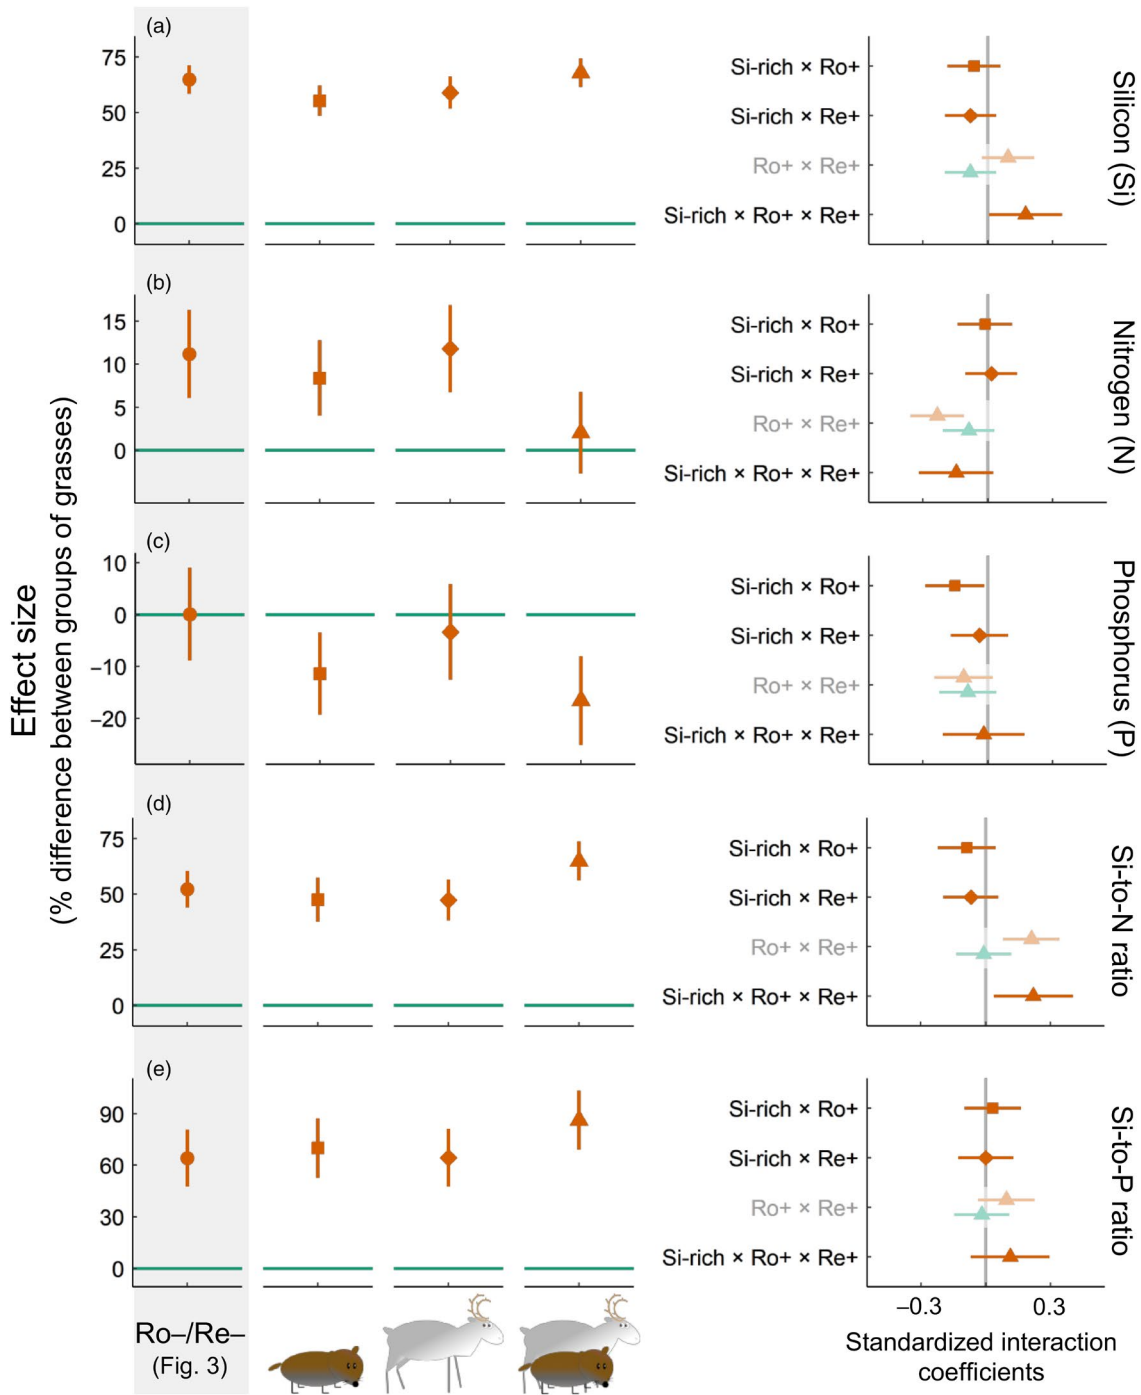 Effect size
(% difference between groups of grasses)
(a)
75
50
25
0
Si-rich × Ro+
Si-rich × Re+
Ro+ × Re+
Si-rich × Ro+ × Re+
Silicon (Si)
(b)
15
10
5
0
Si-rich × Ro+
Si-rich × Re+
Ro+ × Re+
Si-rich × Ro+ × Re+
Nitrogen (N)
(c)
10
0
−10
−20
Si-rich × Ro+
Si-rich × Re+
Ro+ × Re+
Si-rich × Ro+ × Re+
Phosphorus (P)
(d)
75
50
25
0
Si-rich × Ro+
Si-rich × Re+
Ro+ × Re+
Si-rich × Ro+ × Re+
Si-to-N ratio
(e)
90
60
30
0
Si-rich × Ro+
Si-rich × Re+
Ro+ × Re+
Si-rich × Ro+ × Re+
Si-to-P ratio
Ro–/Re–
(Fig. 3)
−0.3 0.3
Standardized interaction
coefficients